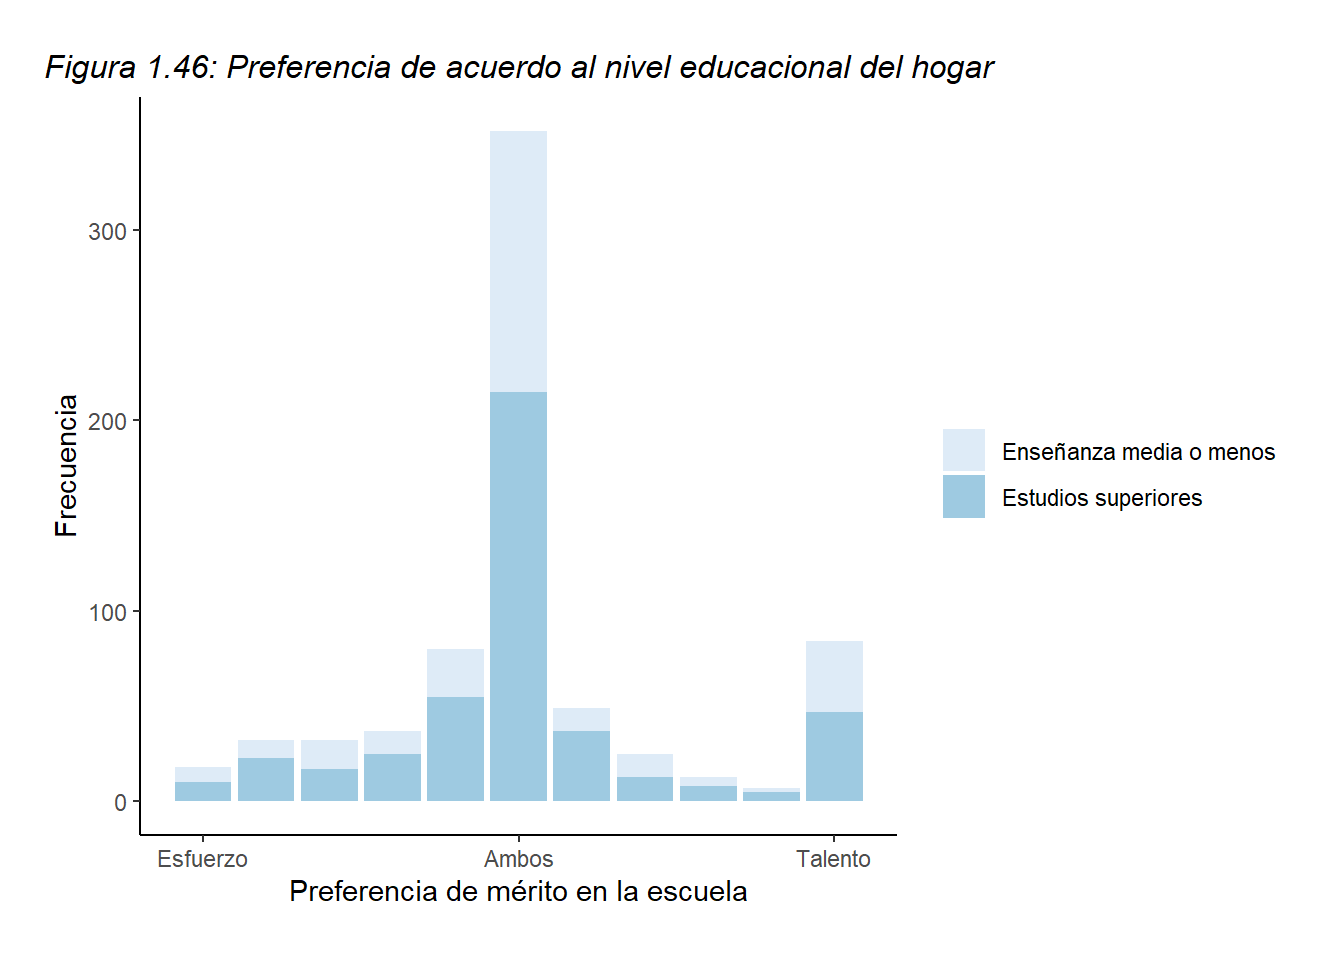 Figura 1.46: Preferencia de acuerdo al nivel educacional del hogar
300
200
100
0
Frecuencia
Esfuerzo Ambos Talento
Preferencia de mérito en la escuela
Enseñanza media o menos
Estudios superiores